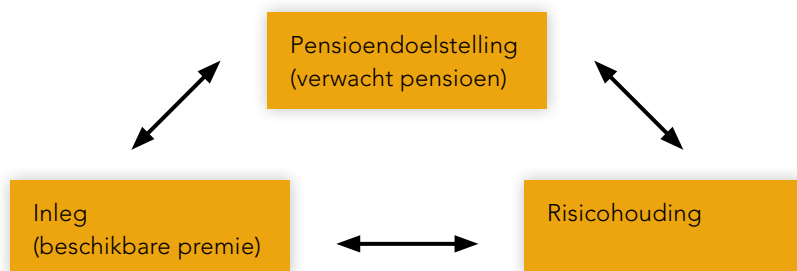 Pensioendoelstelling
(verwacht pensioen)
Inleg
(beschikbare premie)
Risicohouding